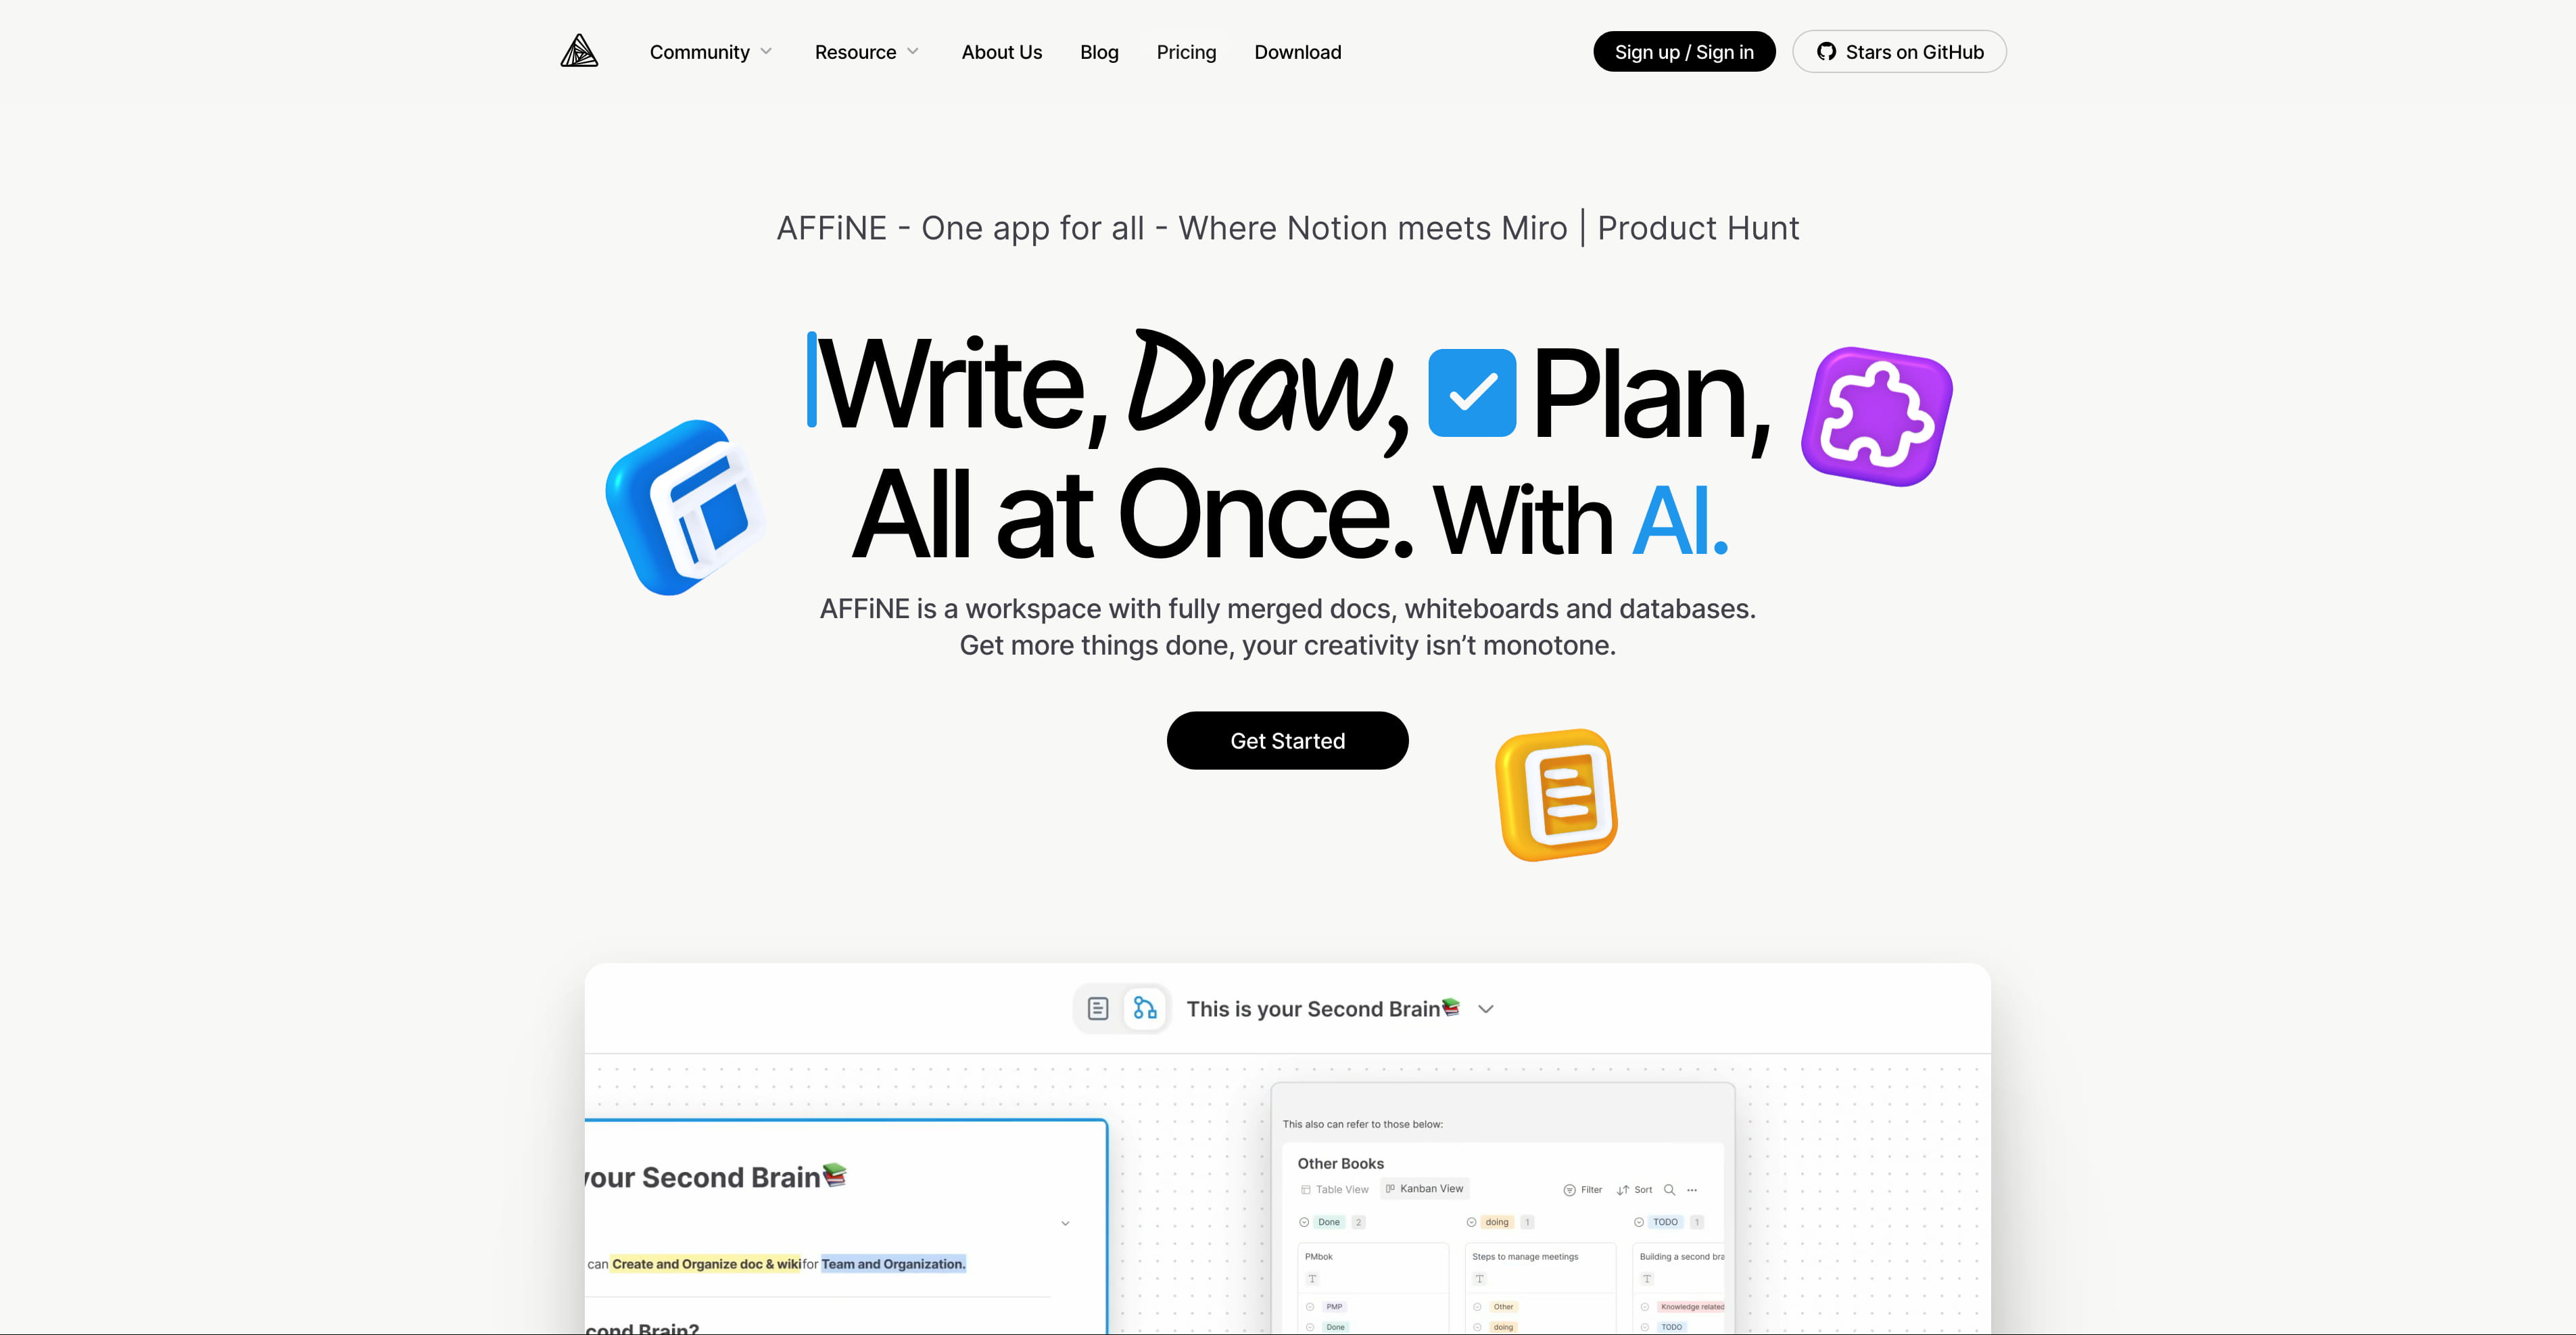 Community
Resource
About Us
Blog
Pricing
Download
Sign up / Sign in
Stars on GitHub
AFFiNE - One app for all - Where Notion meets Miro | Product Hunt
Write, Draw, Plan,
All at Once. With AI.
AFFiNE is a workspace with fully merged docs, whiteboards and databases.
Get more things done, your creativity isn’t monotone.
Get Started
This is your Second Brain📚
your Second Brain📚
can Create and Organize doc & wiki for Team and Organization.
cond Brain?
This also can refer to those below:
Other Books
Table View
Kanban View
Filter
Sort
Done 2
doing 1
TODO 1
PMbok
Steps to manage meetings
Building a second bra
PMP
Other
Knowledge related
Done
doing
TODO